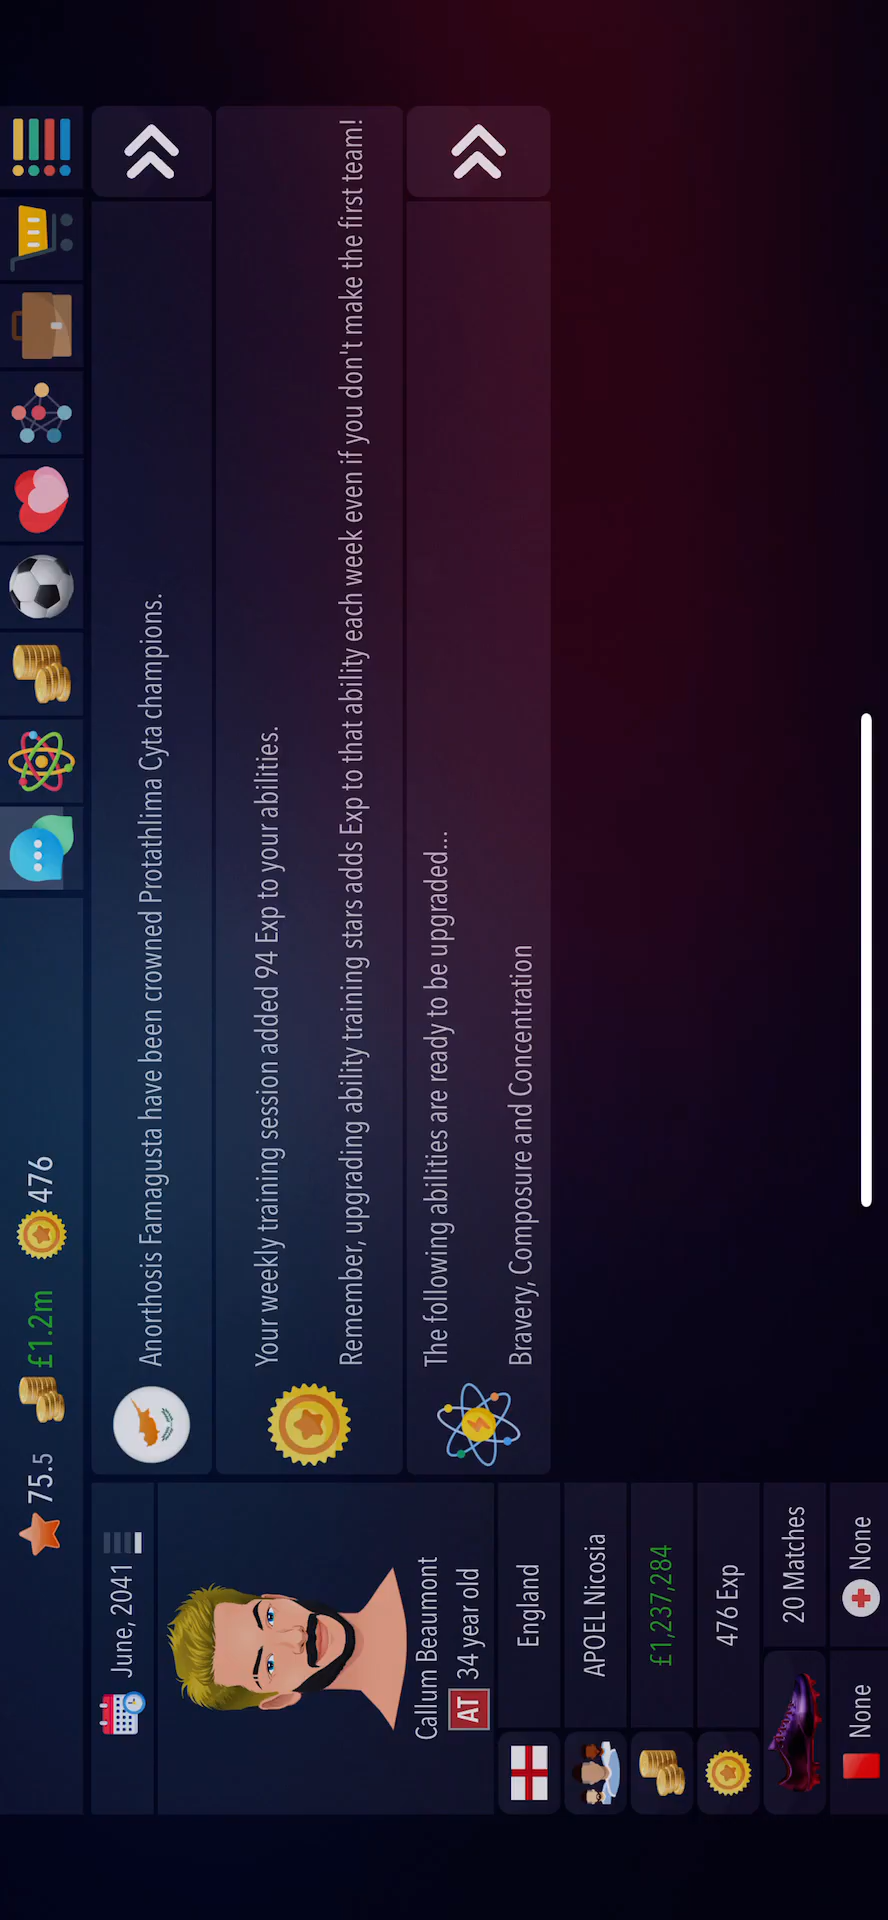 75.5 £1.2m 476
June, 2041
Callum Beaumont
AT 34 year old
England
APOEL Nicosia
£1,237,284
476 Exp
20 Matches
None None
Anorthosis Famagusta have been crowned Protathlima Cyta champions.
Your weekly training session added 94 Exp to your abilities.
Remember, upgrading ability training stars adds Exp to that ability each week even if you don't make the first team!
The following abilities are ready to be upgraded...
Bravery, Composure and Concentration